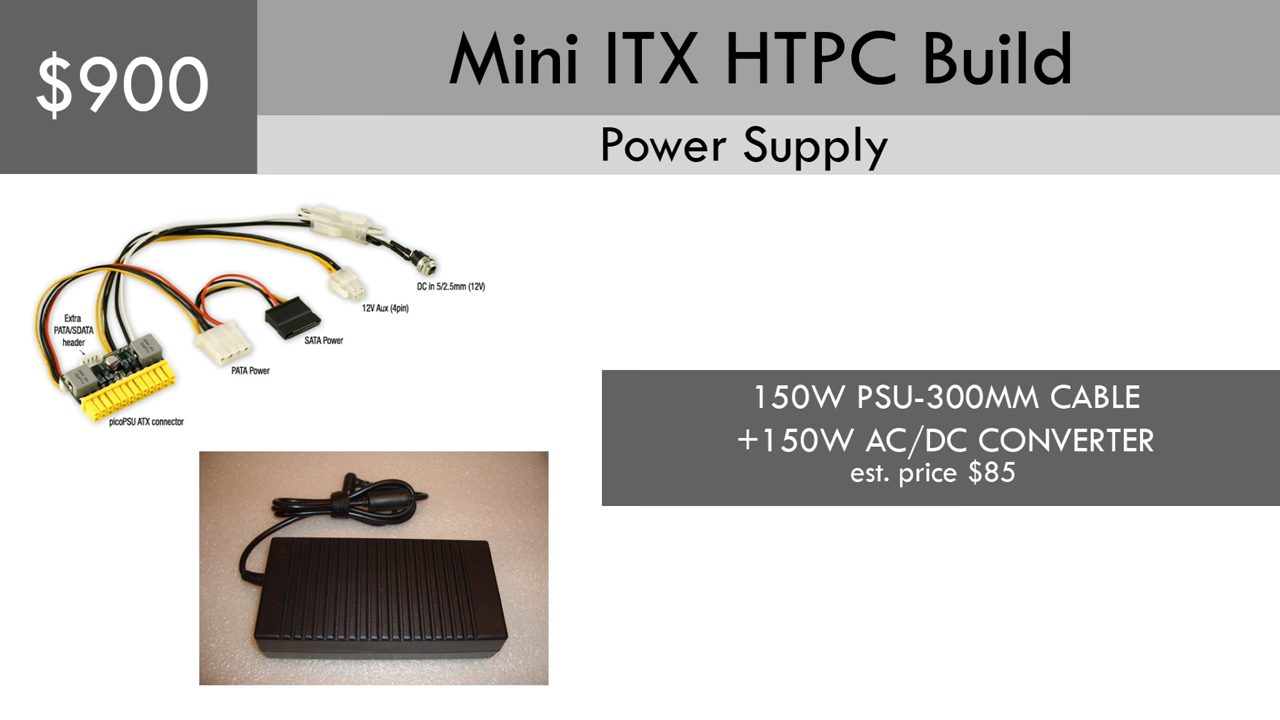 $900
Mini ITX HTPC Build
Power Supply
DC in 5/2.5mm (12V)
12V Aux (4pin)
Extra
PATA/SDATA
header
SATA Power
PATA Power
picoPSU ATX connector
150W PSU-300MM CABLE
+150W AC/DC CONVERTER
est. price $85